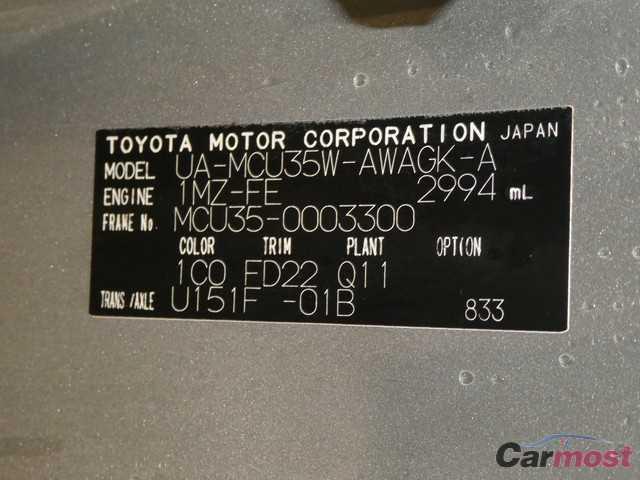 TOYOTA MOTOR CORPORATION JAPAN
MODEL UA-MCU35W-AWAGK-A
ENGINE 1MZ-FE 2994 mL
FRAME No. MCU35-0003300
COLOR TRIM PLANT OPTION
1C0 FD22 Q11
TRANS/AXLE U151F -01B 833
Carmost